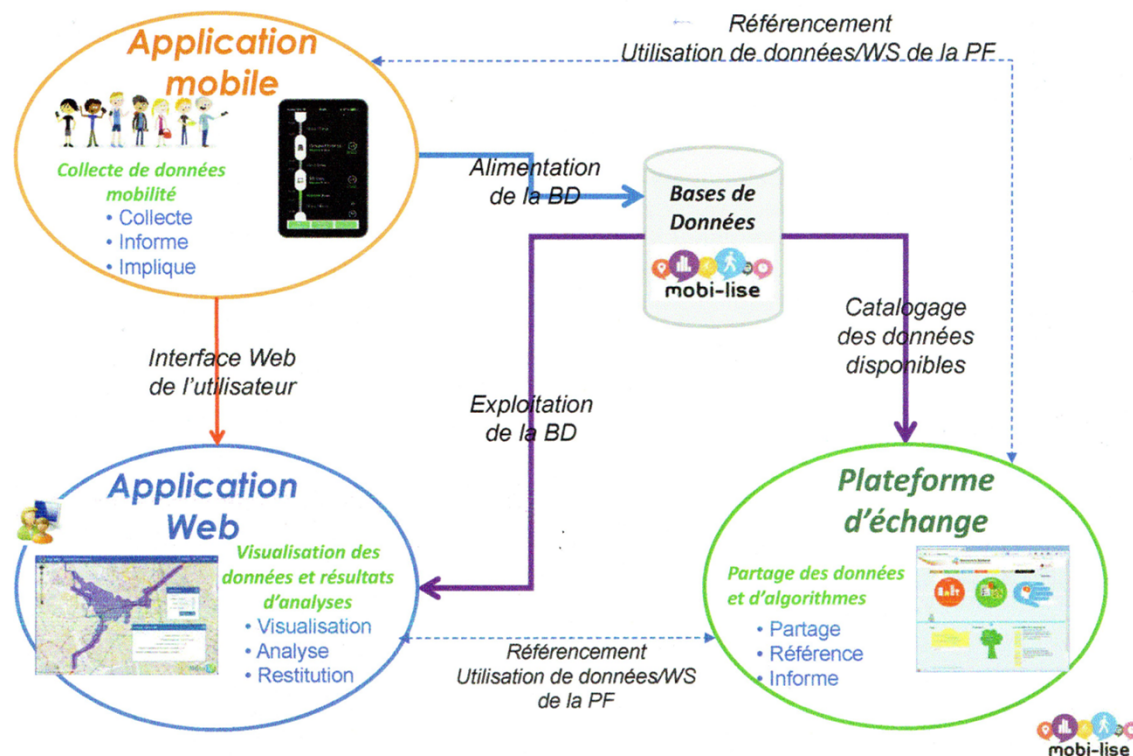 Application
mobile
Collecte de données
mobilité
• Collecte
• Informe
• Implique
Référencement
Utilisation de données/WS de la PF
Alimentation
de la BD
Bases de
Données
mobi-lise
Catalogage
des données
disponibles
Interface Web
de l'utilisateur
Exploitation
de la BD
Application
Web
Visualisation des
données et résultats
d'analyses
• Visualisation
• Analyse
• Restitution
Référencement
Utilisation de données/WS
de la PF
Plateforme
d'échange
Partage des données
et d'algorithmes
• Partage
• Référence
• Informe
mobi-lise